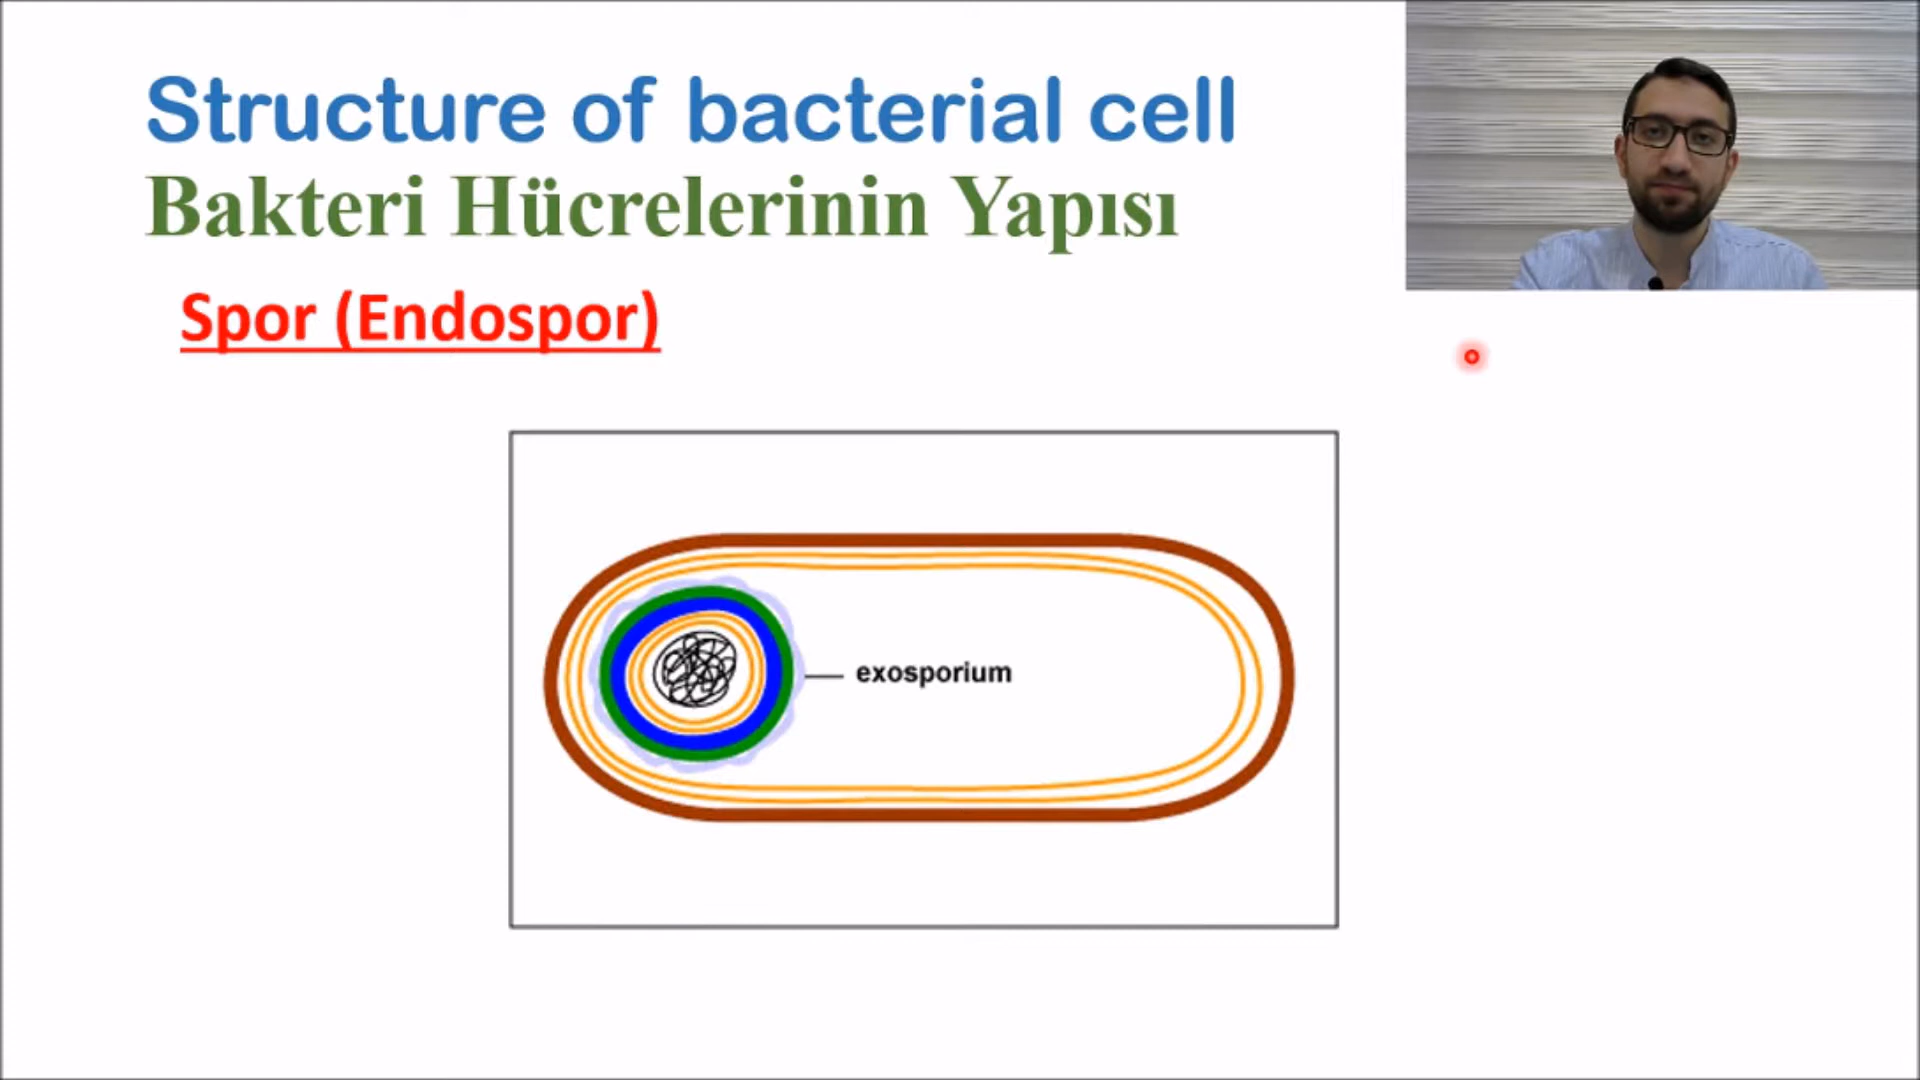 Structure of bacterial cell
Bakteri Hücrelerinin Yapısı
Spor (Endospor)
exosporium